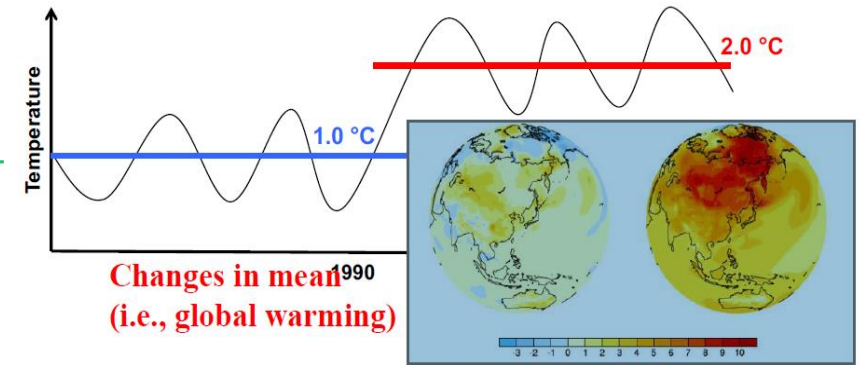 2.0 °C
Temperature
1.0 °C
1990
Changes in mean
(i.e., global warming)
-3 -2 -1 0 1 2 3 4 5 6 7 8 9 10